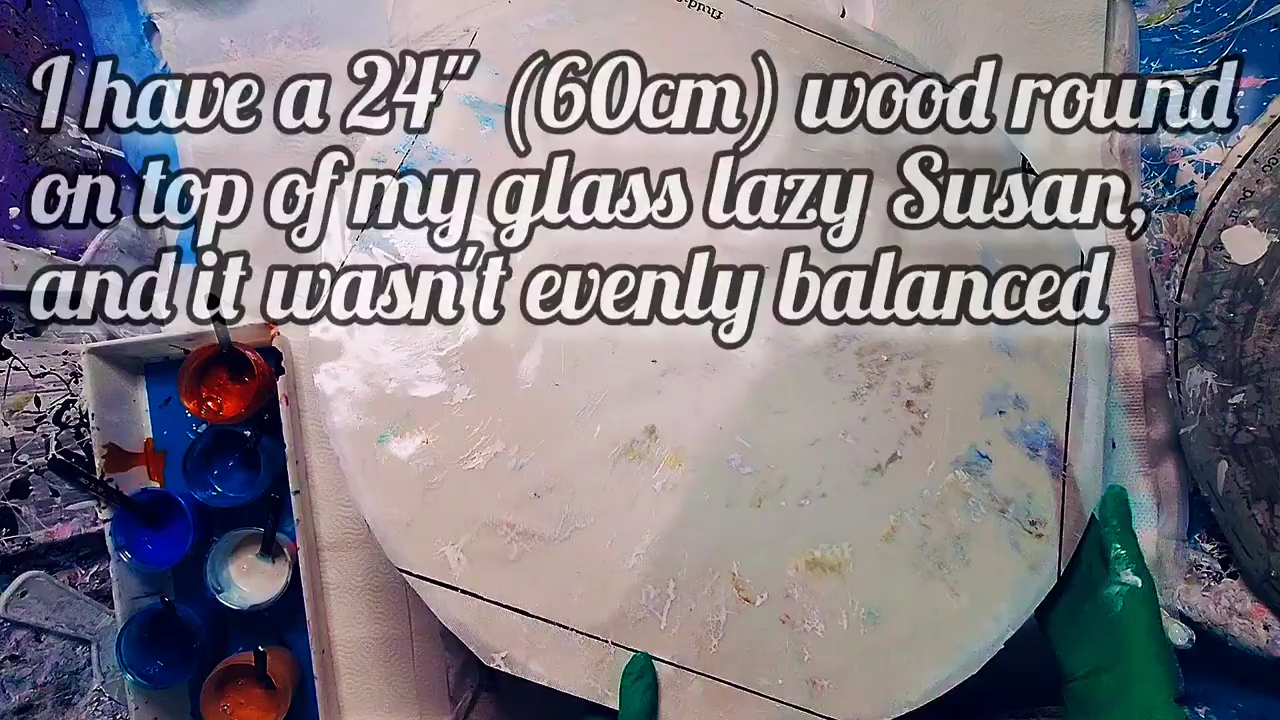 I have a 24" (60cm) wood round
on top of my glass lazy Susan,
and it wasn't evenly balanced